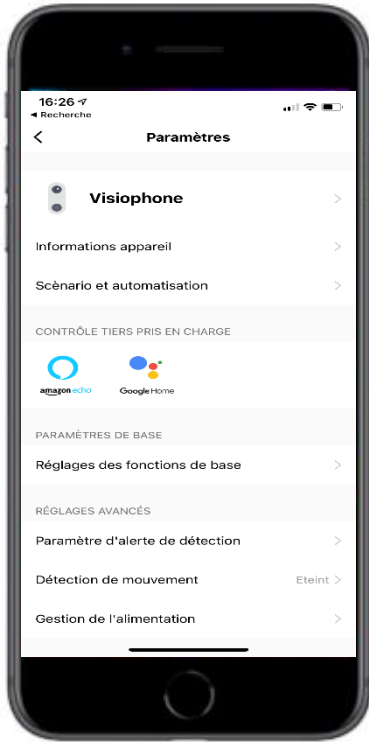 16:26
Recherche
Paramètres
Visiophone
Informations appareil
Scènario et automatisation
CONTRÔLE TIERS PRIS EN CHARGE
amazon echo
Google Home
PARAMÈTRES DE BASE
Réglages des fonctions de base
RÉGLAGES AVANCÉS
Paramètre d'alerte de détection
Détection de mouvement
Eteint
Gestion de l'alimentation